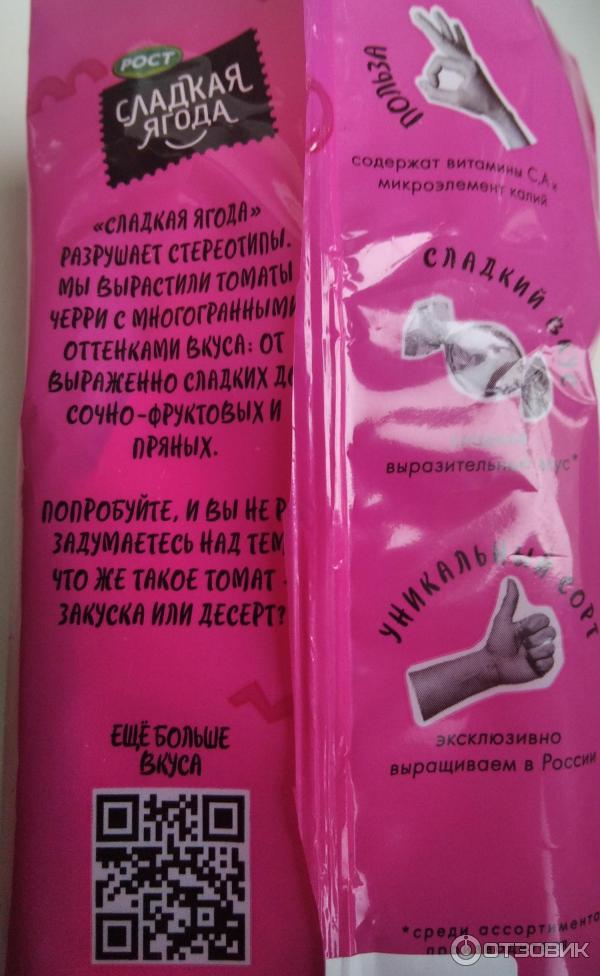 РОСТ
СЛАДКАЯ
ЯГОДА
«СЛАДКАЯ ЯГОДА»
РАЗРУШАЕТ СТЕРЕОТИПЫ.
МЫ ВЫРАСТИЛИ ТОМАТЫ
ЧЕРРИ С МНОГОГРАННЫМИ
ОТТЕНКАМИ ВКУСА: ОТ
ВЫРАЖЕННО СЛАДКИХ ДО
СОЧНО-ФРУКТОВЫХ И
ПРЯНЫХ.
ПОПРОБУЙТЕ, И ВЫ НЕ
ЗАДУМАЕТЕСЬ НАД ТЕМ,
ЧТО ЖЕ ТАКОЕ ТОМАТ -
ЗАКУСКА ИЛИ ДЕСЕРТ?
ЕЩЁ БОЛЬШЕ
ВКУСА
ПОЛЬЗА
содержат витамины С, А и
микроэлемент калий
СЛАДКИЙ ВКУС
выразительный вкус*
УНИКАЛЬНЫЙ СОРТ
эксклюзивно
выращиваем в России
*среди ассортимента
ОТЗОВИК